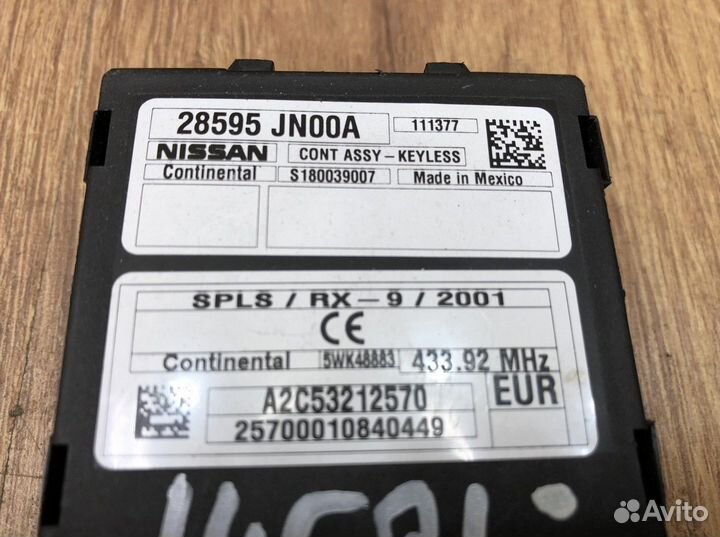 28595 JN00A 111377
NISSAN CONT ASSY-KEYLESS
Continental S180039007 Made in Mexico
SPLS / RX-9 / 2001
CE
Continental 5WK48883 433.92 MHz
A2C53212570 EUR
25700010840449
Avito